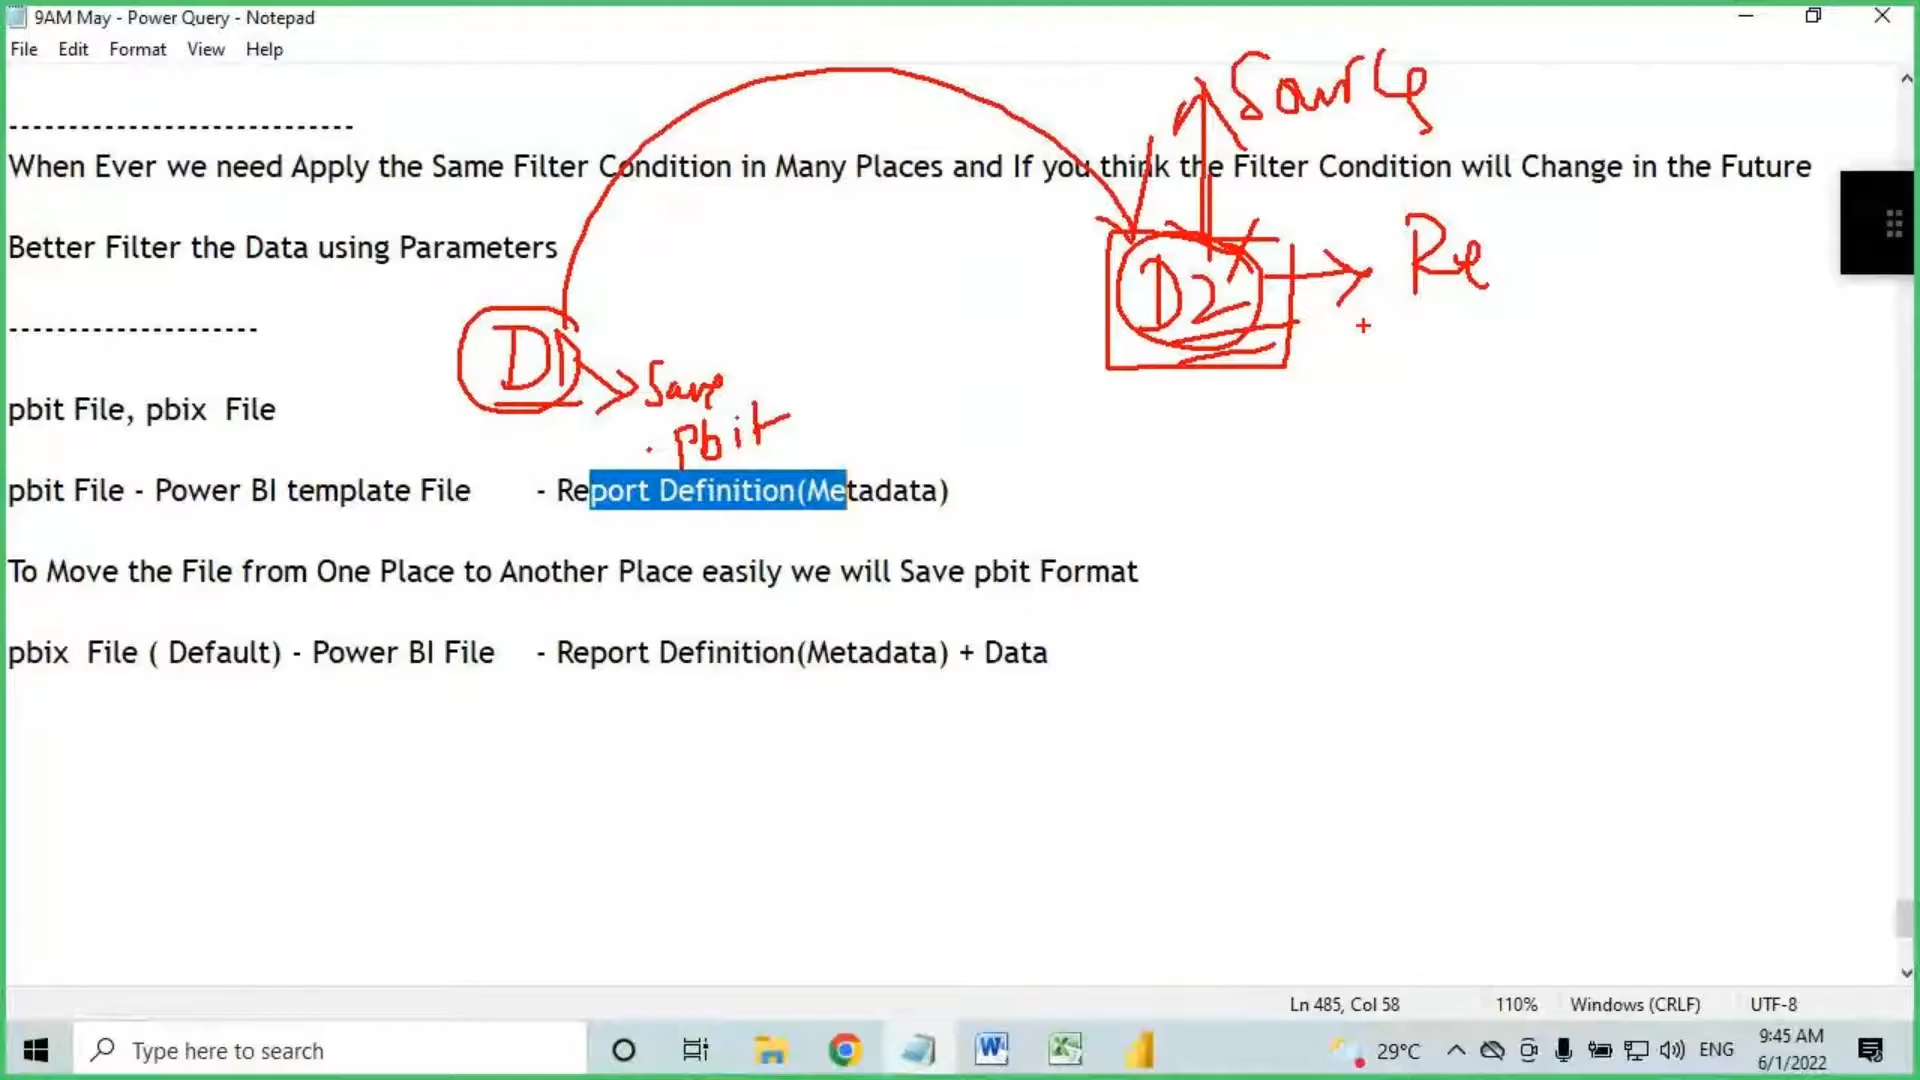 9AM May - Power Query - Notepad
File Edit Format View Help
Source
----------------------------
When Ever we need Apply the Same Filter Condition in Many Places and If you think the Filter Condition will Change in the Future
Better Filter the Data using Parameters
D2
Re
---------------------
D1
Save
.pbit
pbit File, pbix File
pbit File - Power BI template File - Report Definition(Metadata)
To Move the File from One Place to Another Place easily we will Save pbit Format
pbix File ( Default) - Power BI File - Report Definition(Metadata) + Data
Ln 485, Col 58 110% Windows (CRLF) UTF-8
Type here to search
29°C
ENG
9:45 AM
6/1/2022